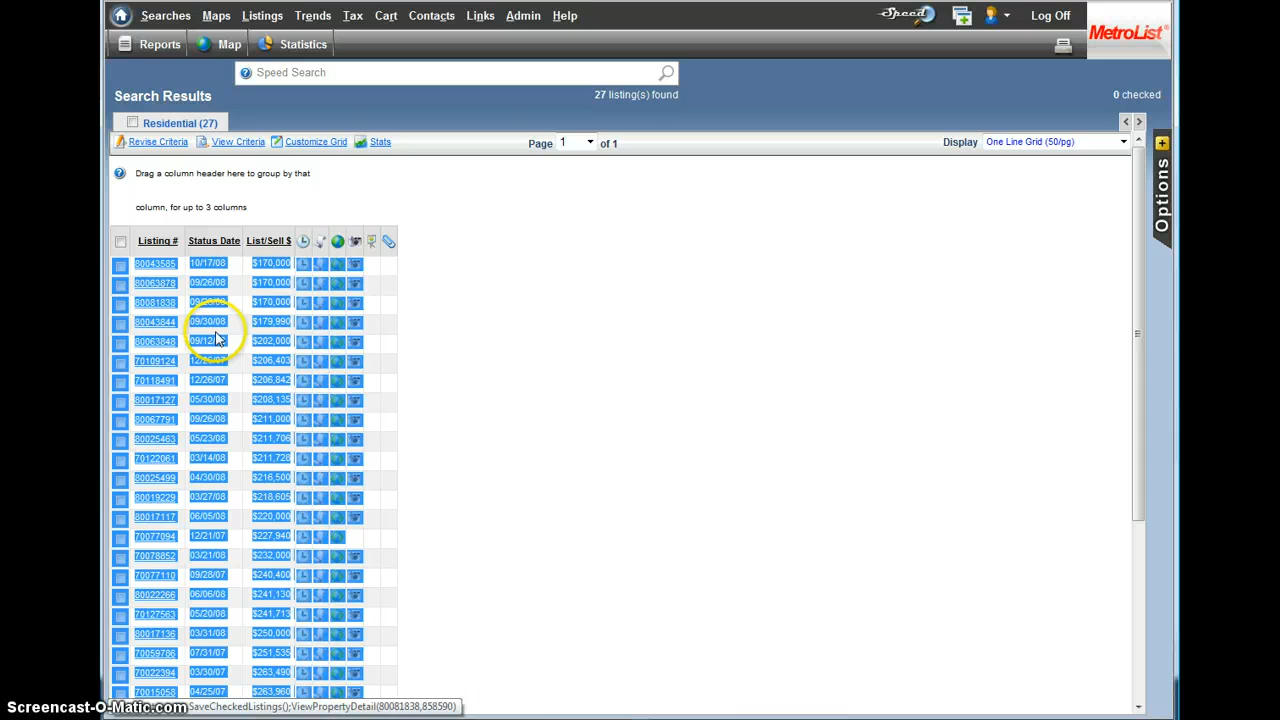 Searches Maps Listings Trends Tax Cart Contacts Links Admin Help Speed Log Off
MetroList
Reports Map Statistics
Speed Search
Search Results 27 listing(s) found 0 checked
Residential (27)
Revise Criteria View Criteria Customize Grid Stats Page 1 of 1 Display One Line Grid (50/pg)
Options
Drag a column header here to group by that
column, for up to 3 columns
Listing # Status Date List/Sell $
80043585 10/17/08 $170,000
80063878 09/26/08 $170,000
80081838 $170,000
80043844 09/30/08 $179,990
80063848 $202,000
70109124 12/26/07 $206,403
70118491 12/26/07 $206,842
80017127 05/30/08 $208,135
80067791 09/26/08 $211,000
80025463 05/23/08 $211,706
70122061 03/14/08 $211,728
80025499 04/30/08 $216,500
80019229 03/27/08 $218,605
80017117 06/05/08 $220,000
70077094 12/21/07 $227,940
70078852 03/21/08 $232,000
70077110 09/28/07 $240,400
80022266 06/06/08 $241,130
70127563 05/20/08 $241,713
80017136 03/31/08 $250,000
70059786 07/31/07 $251,535
70022394 03/30/07 $263,490
70015058 04/25/07 $263,960
Screencast-O-Matic.com SaveCheckedListings();ViewPropertyDetail(80081838,858590)